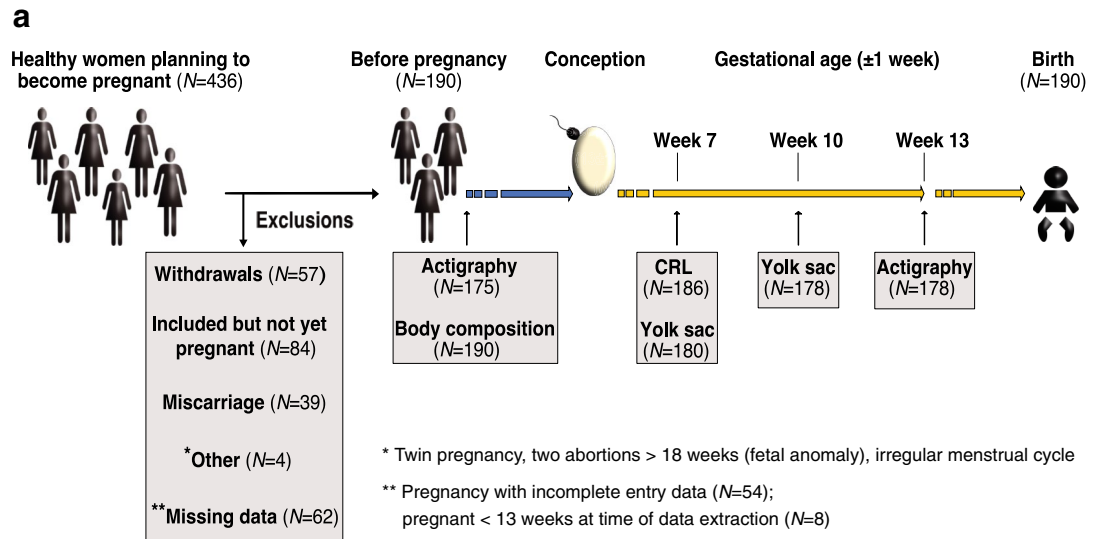 a
Healthy women planning to
become pregnant (N=436)
Before pregnancy
(N=190)
Conception
Gestational age (±1 week)
Birth
(N=190)
Week 7
Week 10
Week 13
Exclusions
Withdrawals (N=57)
Included but not yet
pregnant (N=84)
Miscarriage (N=39)
*Other (N=4)
**Missing data (N=62)
Actigraphy
(N=175)
Body composition
(N=190)
CRL
(N=186)
Yolk sac
(N=180)
Yolk sac
(N=178)
Actigraphy
(N=178)
* Twin pregnancy, two abortions > 18 weeks (fetal anomaly), irregular menstrual cycle
** Pregnancy with incomplete entry data (N=54);
pregnant < 13 weeks at time of data extraction (N=8)